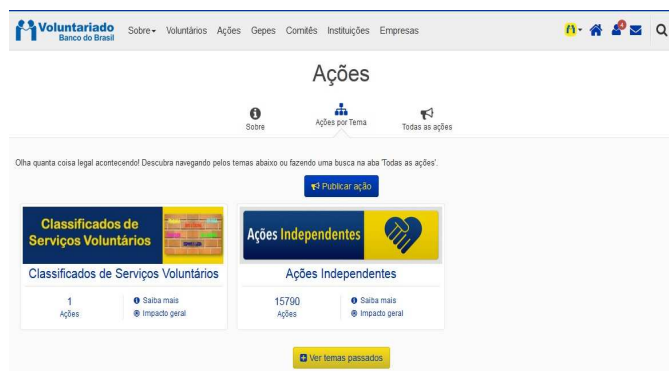 Voluntariado
Banco do Brasil
Sobre Voluntários Ações Gepes Comitês Instituições Empresas
4
Ações
Sobre
Ações por Tema
Todas as ações
Olha quanta coisa legal acontecendo! Descubra navegando pelos temas abaixo ou fazendo uma busca na aba 'Todas as ações'.
Publicar ação
Classificados de
Serviços Voluntários
Classificados de Serviços Voluntários
1
Ações
Saiba mais
Impacto geral
Ações Independentes
Ações Independentes
15790
Ações
Saiba mais
Impacto geral
Ver temas passados